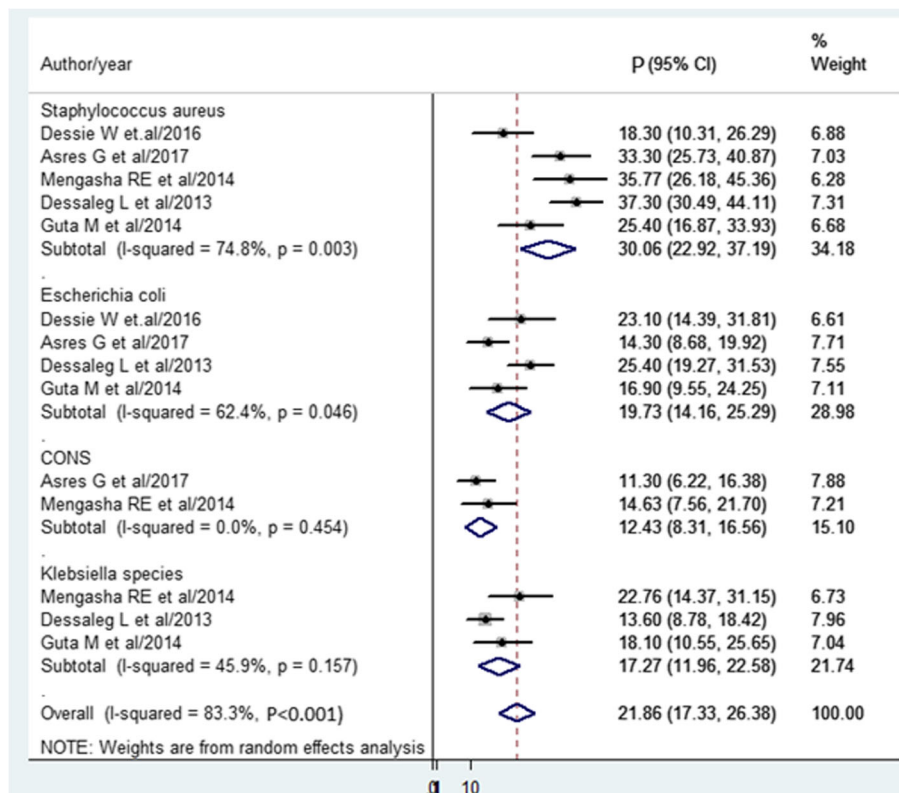 %
Author/year P (95% CI) Weight
Staphylococcus aureus
Dessie W et.al/2016 18.30 (10.31, 26.29) 6.88
Asres G et al/2017 33.30 (25.73, 40.87) 7.03
Mengasha RE et al/2014 35.77 (26.18, 45.36) 6.28
Dessaleg L et al/2013 37.30 (30.49, 44.11) 7.31
Guta M et al/2014 25.40 (16.87, 33.93) 6.68
Subtotal (I-squared = 74.8%, p = 0.003) 30.06 (22.92, 37.19) 34.18
.
Escherichia coli
Dessie W et.al/2016 23.10 (14.39, 31.81) 6.61
Asres G et al/2017 14.30 (8.68, 19.92) 7.71
Dessaleg L et al/2013 25.40 (19.27, 31.53) 7.55
Guta M et al/2014 16.90 (9.55, 24.25) 7.11
Subtotal (I-squared = 62.4%, p = 0.046) 19.73 (14.16, 25.29) 28.98
.
CONS
Asres G et al/2017 11.30 (6.22, 16.38) 7.88
Mengasha RE et al/2014 14.63 (7.56, 21.70) 7.21
Subtotal (I-squared = 0.0%, p = 0.454) 12.43 (8.31, 16.56) 15.10
.
Klebsiella species
Mengasha RE et al/2014 22.76 (14.37, 31.15) 6.73
Dessaleg L et al/2013 13.60 (8.78, 18.42) 7.96
Guta M et al/2014 18.10 (10.55, 25.65) 7.04
Subtotal (I-squared = 45.9%, p = 0.157) 17.27 (11.96, 22.58) 21.74
.
Overall (I-squared = 83.3%, P<0.001) 21.86 (17.33, 26.38) 100.00
NOTE: Weights are from random effects analysis
0 1 10